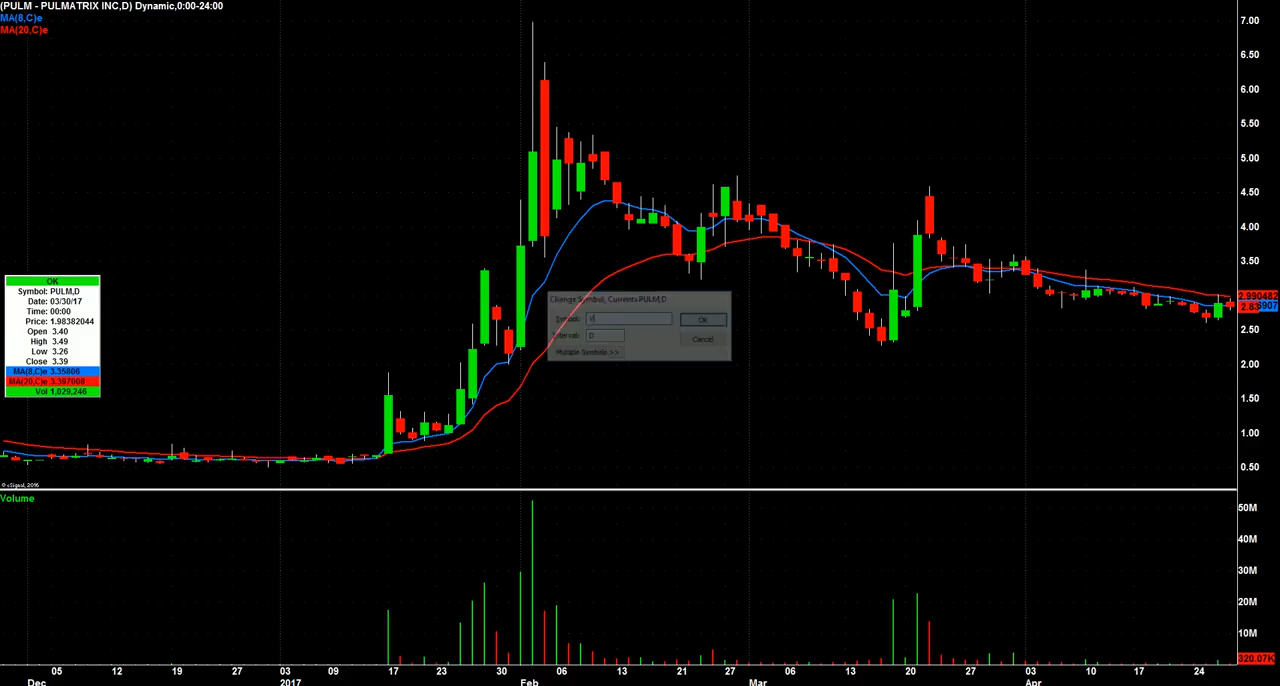 (PULM - PULMATRIX INC,D) Dynamic,0:00-24:00
MA(8,C)e
MA(20,C)e
7.00
6.50
6.00
5.50
5.00
4.50
4.00
3.50
2.50
2.00
1.50
1.00
0.50
OK
Symbol: PULM,D
Date: 03/30/17
Time: 00:00
Price: 1.98382044
Open 3.40
High 3.49
Low 3.26
Close 3.39
MA(8,C)e 3.35806
MA(20,C)e 3.397008
Vol 1,029,246
Change Symbol, Current: PULM,D
Symbol:
OK
Interval: D
Cancel
Multiple Symbols >>
2.990482
© eSignal, 2016
Volume
50M
40M
30M
20M
10M
320.07K
05 12 19 27 03 09 17 23 30 06 13 21 27 06 13 20 27 03 10 17 24
Dec 2017 Feb Mar Apr